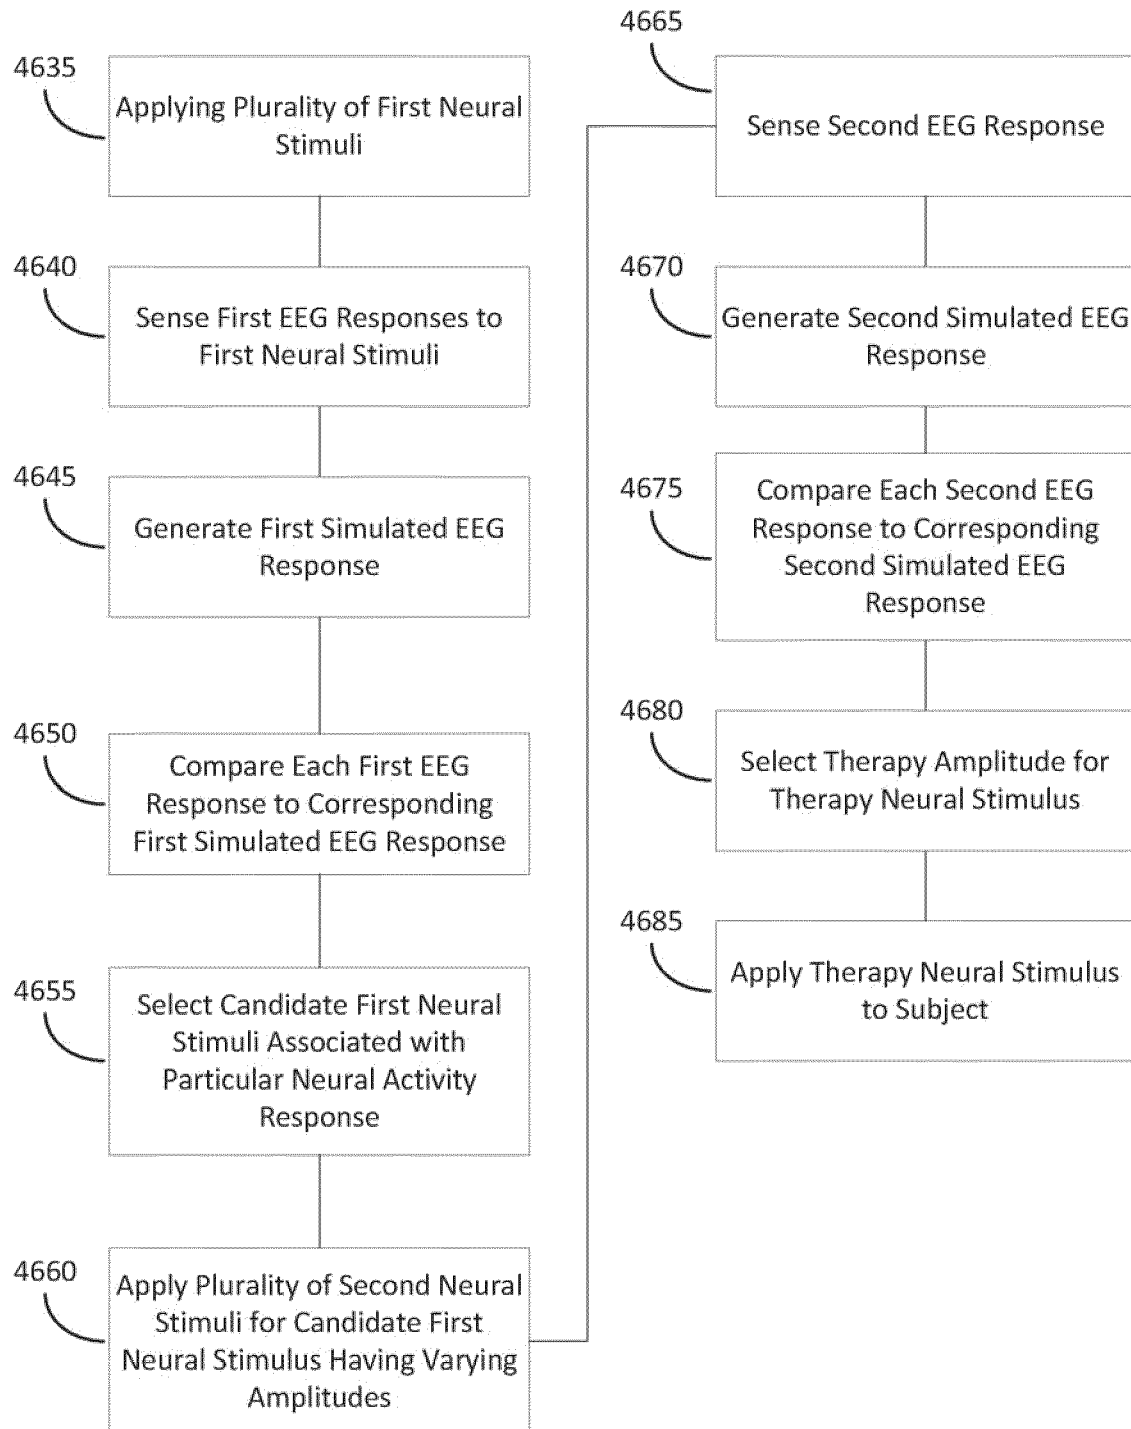 4635
Applying Plurality of First Neural
Stimuli
4640
Sense First EEG Responses to
First Neural Stimuli
4645
Generate First Simulated EEG
Response
4650
Compare Each First EEG
Response to Corresponding
First Simulated EEG Response
4655
Select Candidate First Neural
Stimuli Associated with
Particular Neural Activity
Response
4660
Apply Plurality of Second Neural
Stimuli for Candidate First
Neural Stimulus Having Varying
Amplitudes
4665
Sense Second EEG Response
4670
Generate Second Simulated EEG
Response
4675
Compare Each Second EEG
Response to Corresponding
Second Simulated EEG
Response
4680
Select Therapy Amplitude for
Therapy Neural Stimulus
4685
Apply Therapy Neural Stimulus
to Subject